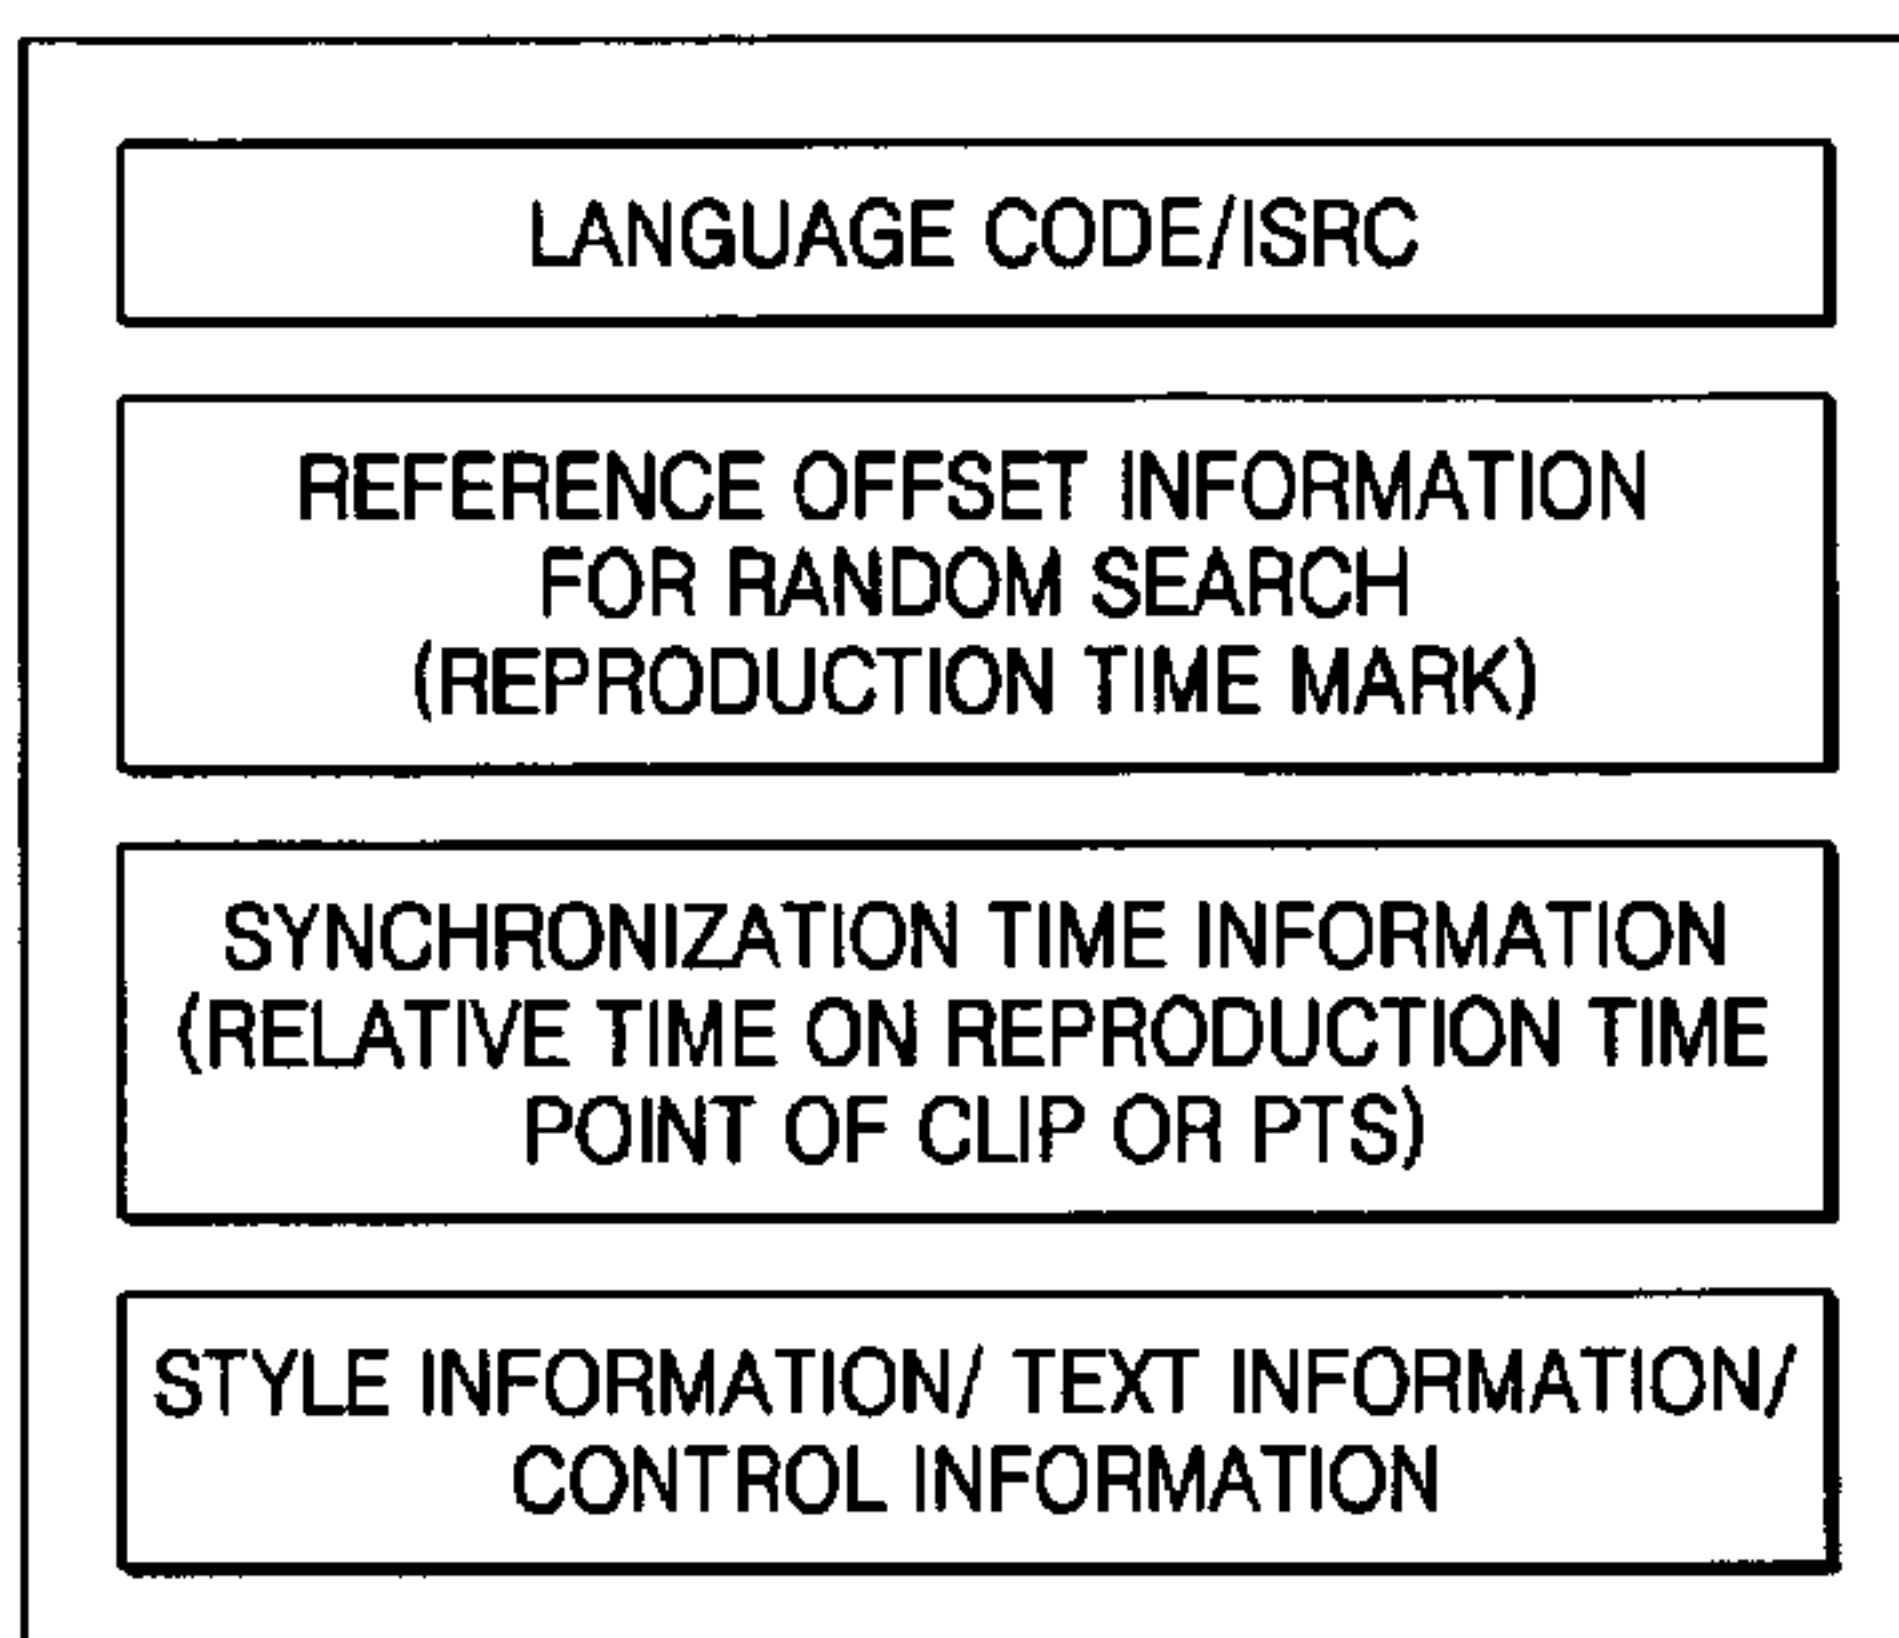 LANGUAGE CODE/ISRC
REFERENCE OFFSET INFORMATION
FOR RANDOM SEARCH
(REPRODUCTION TIME MARK)
SYNCHRONIZATION TIME INFORMATION
(RELATIVE TIME ON REPRODUCTION TIME
POINT OF CLIP OR PTS)
STYLE INFORMATION/ TEXT INFORMATION/
CONTROL INFORMATION